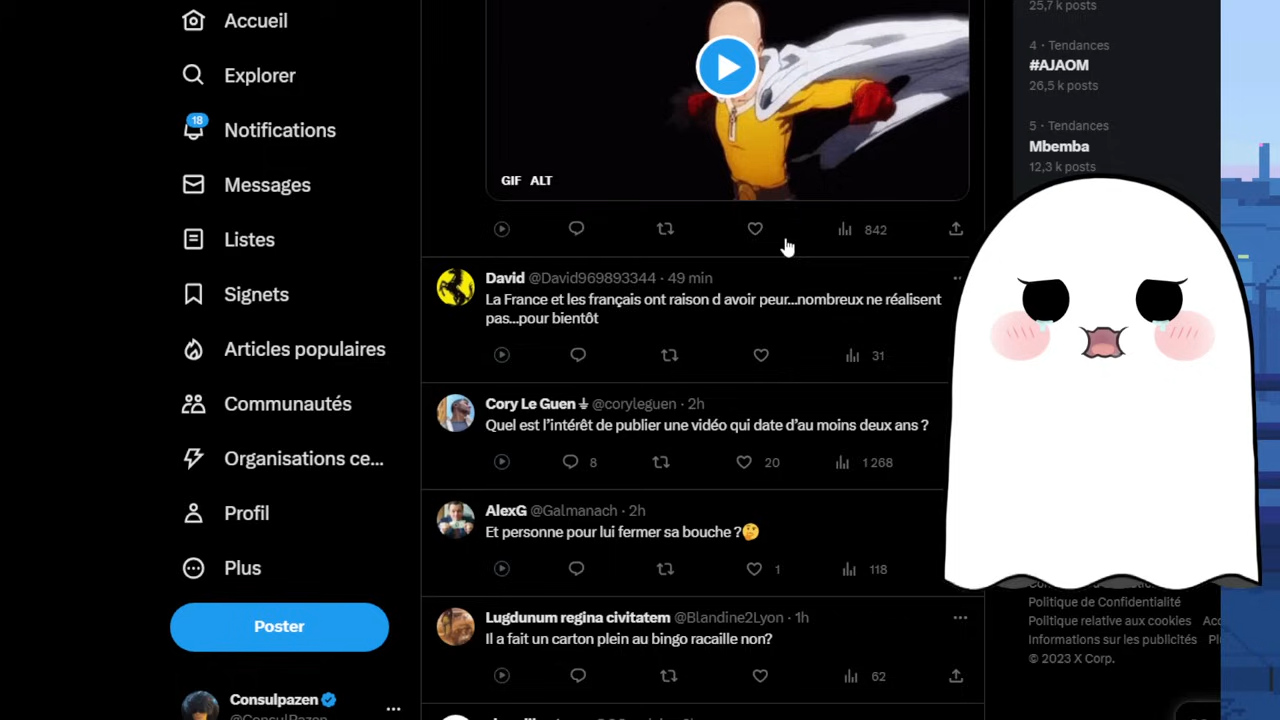 Accueil
Explorer
18
Notifications
Messages
Listes
Signets
Articles populaires
Communautés
Organisations ce...
Profil
Plus
Poster
Consulpazen
@ConsulPazen
GIF ALT
842
David @David969893344 · 49 min
La France et les français ont raison d avoir peur...nombreux ne réalisent
pas...pour bientôt
31
Cory Le Guen @coryleguen · 2h
Quel est l'intérêt de publier une vidéo qui date d'au moins deux ans ?
8 20 1 268
AlexG @Galmanach · 2h
Et personne pour lui fermer sa bouche ?🤔
1 118
Lugdunum regina civitatem @Blandine2Lyon · 1h
Il a fait un carton plein au bingo racaille non?
62
25,7 k posts
4 · Tendances
#AJAOM
26,5 k posts
5 · Tendances
Mbemba
12,3 k posts
Politique de Confidentialité
Politique relative aux cookies
Informations sur les publicités
© 2023 X Corp.